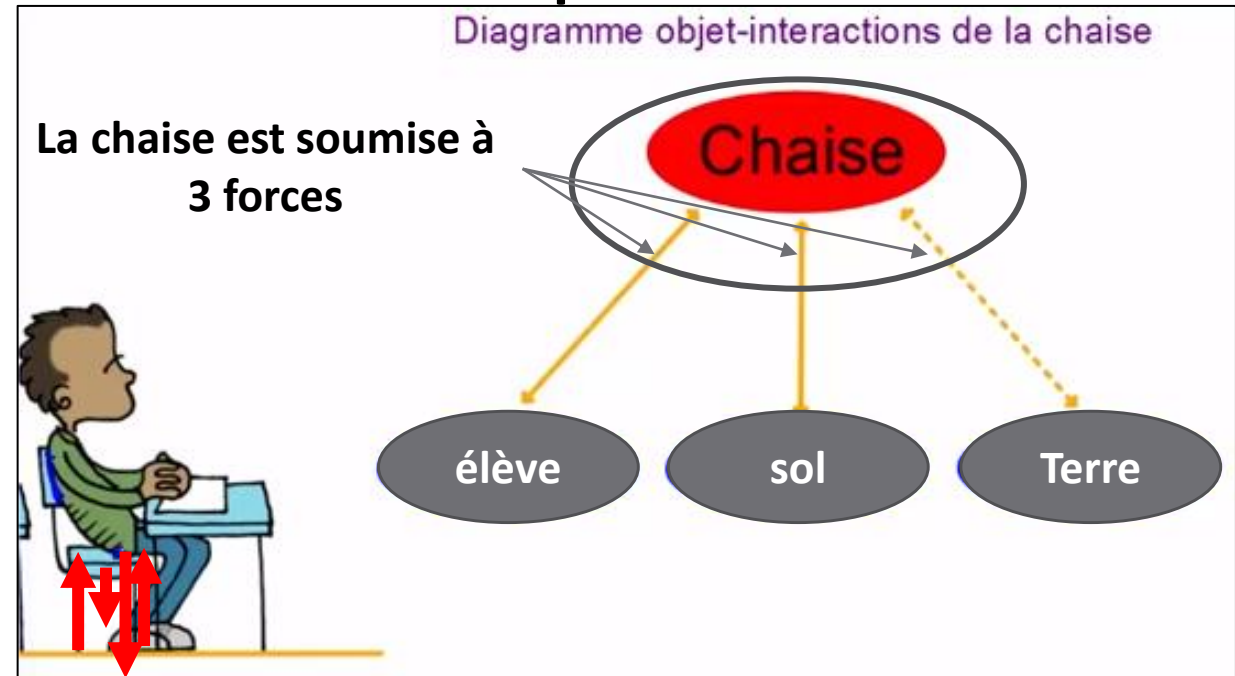 Diagramme objet-interactions de la chaise
La chaise est soumise à
3 forces
Chaise
élève
sol
Terre